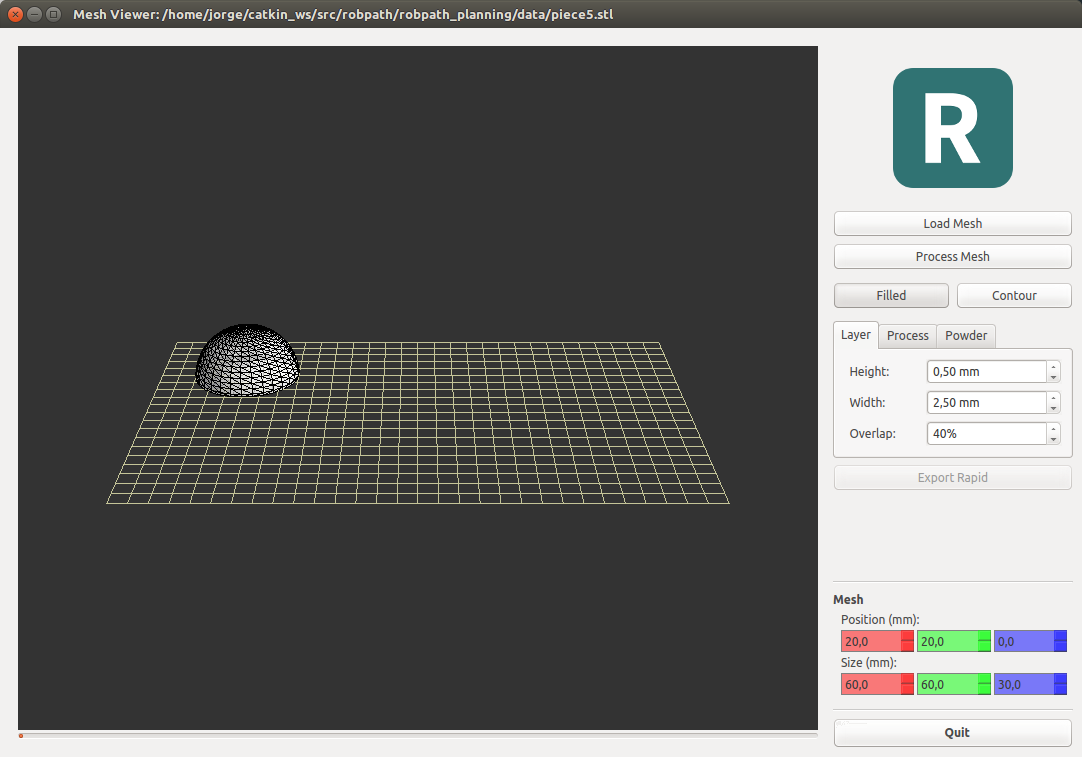 Mesh Viewer: /home/jorge/catkin_ws/src/robpath/robpath_planning/data/piece5.stl
R
Load Mesh
Process Mesh
Filled Contour
Layer Process Powder
Height: 0,50 mm
Width: 2,50 mm
Overlap: 40%
Export Rapid
Mesh
Position (mm):
20,0 20,0 0,0
Size (mm):
60,0 60,0 30,0
Quit